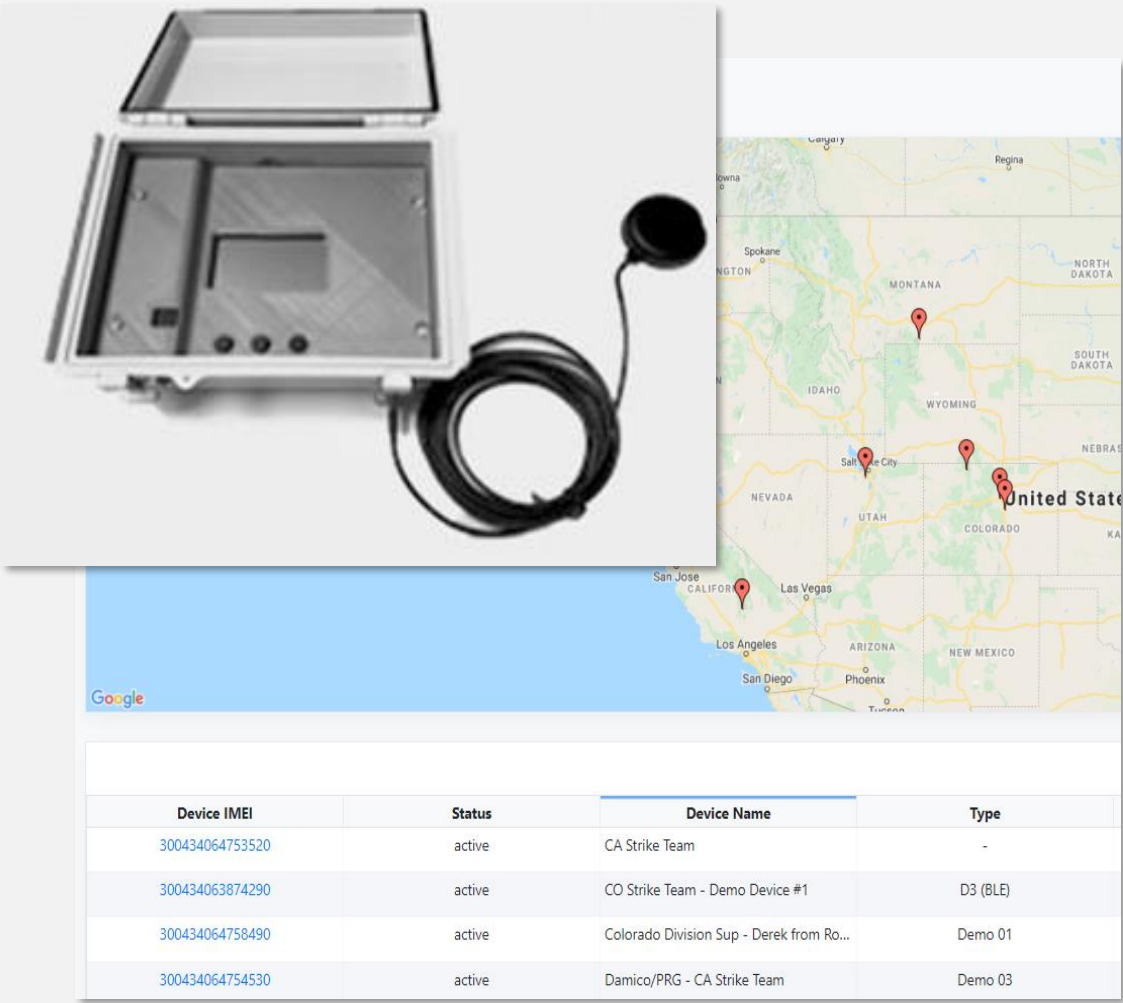 Calgary
Regina
Spokane
NORTH
DAKOTA
MONTANA
SOUTH
DAKOTA
IDAHO
WYOMING
NEBRAS
Salt
ke City
NEVADA
United State
UTAH
COLORADO
KA
San Jose
CALIFOR
Las Vegas
Los Angeles
ARIZONA
NEW MEXICO
San Diego
Phoenix
Tucson
Google
Device IMEI Status Device Name Type
300434064753520 active CA Strike Team -
300434063874290 active CO Strike Team - Demo Device #1 D3 (BLE)
300434064758490 active Colorado Division Sup - Derek from Ro... Demo 01
300434064754530 active Damico/PRG - CA Strike Team Demo 03